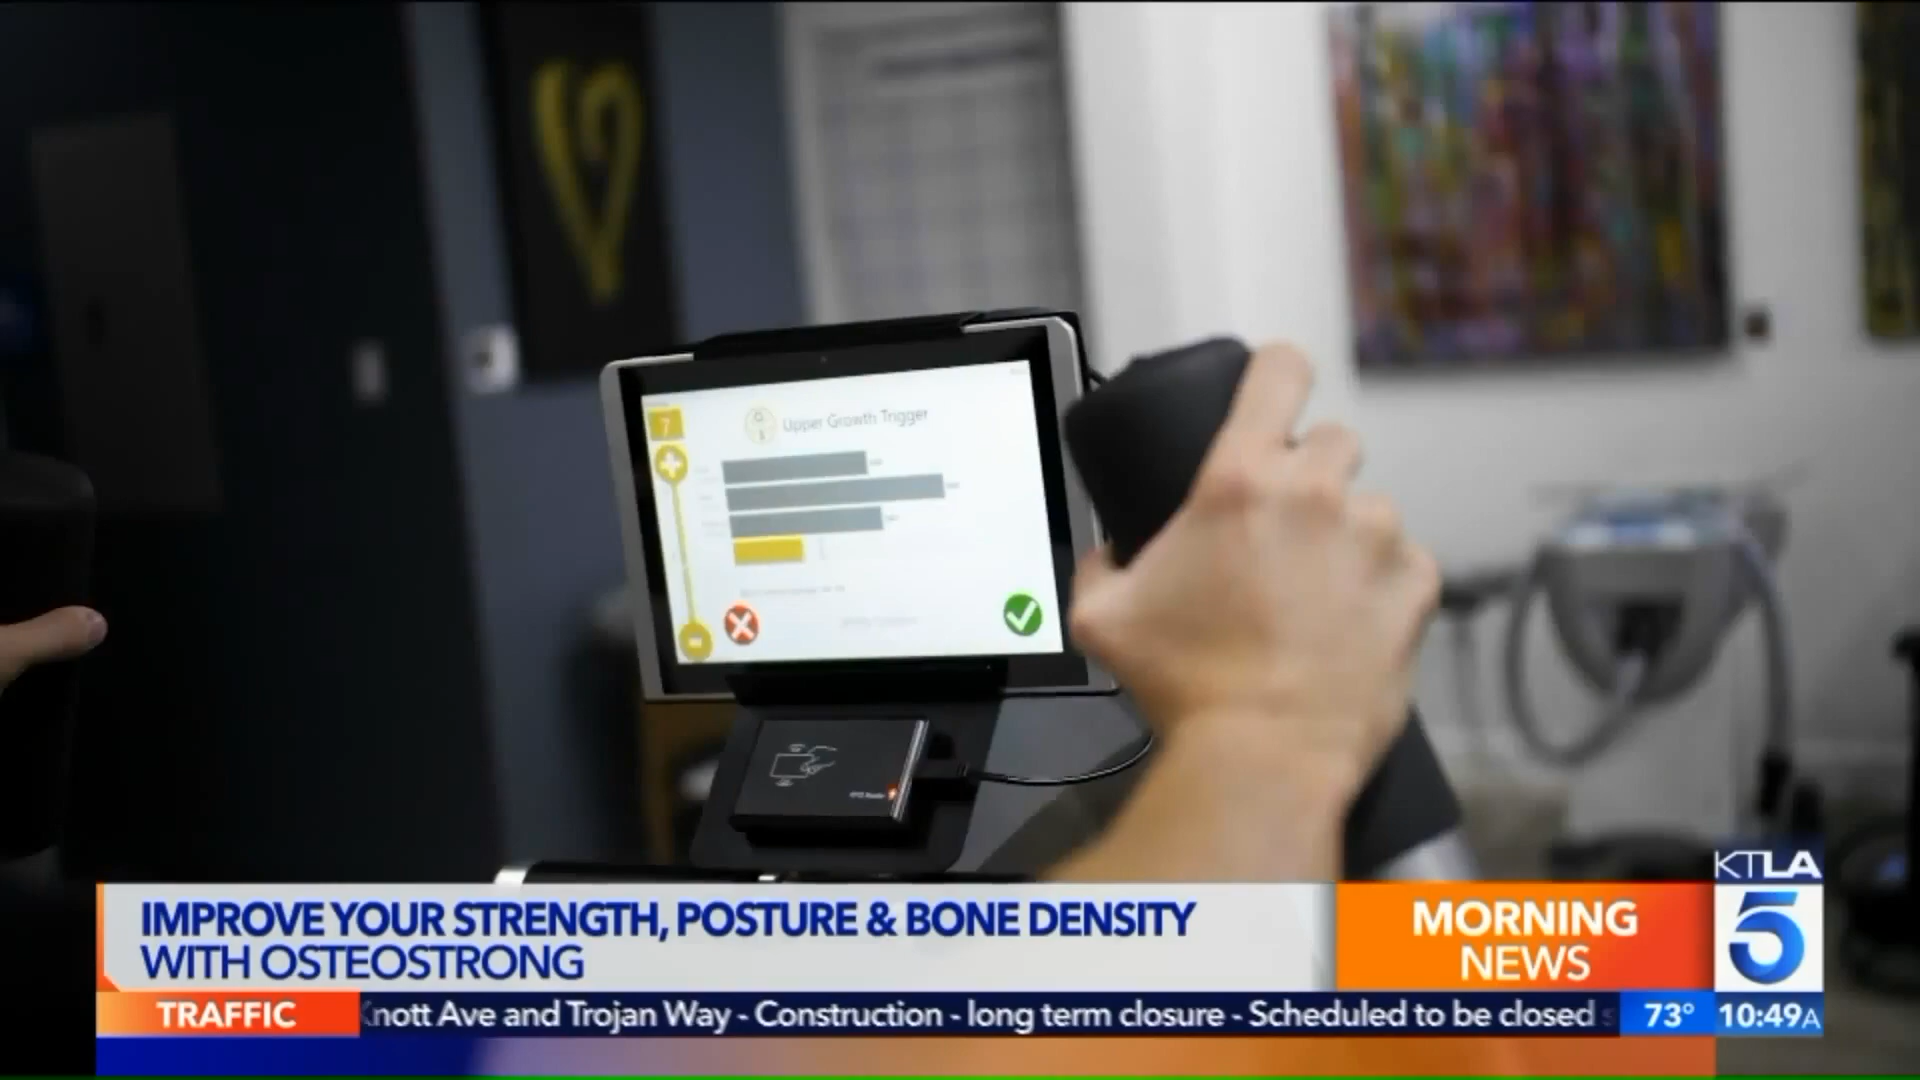 7
Upper Growth Trigger
KTLA
5
IMPROVE YOUR STRENGTH, POSTURE & BONE DENSITY
WITH OSTEOSTRONG
MORNING
NEWS
TRAFFIC
Knott Ave and Trojan Way - Construction - long term closure - Scheduled to be closed
73°
10:49A